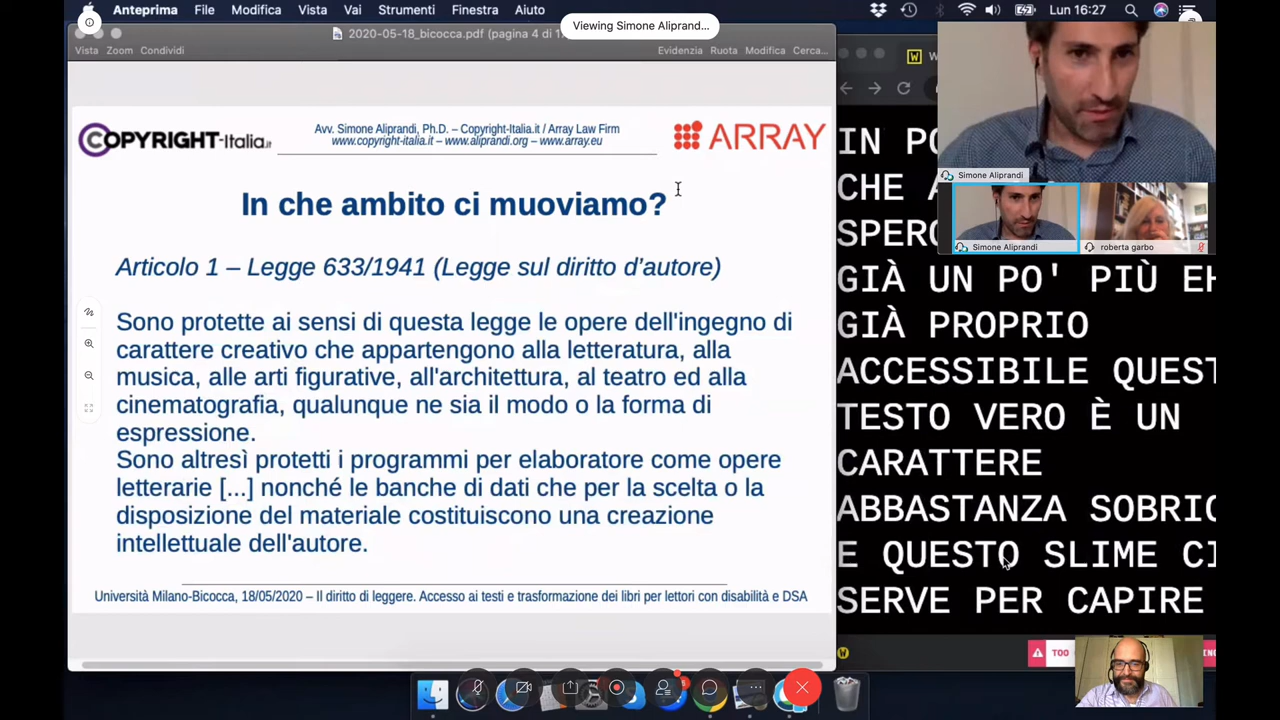 Anteprima File Modifica Vista Vai Strumenti Finestra Aiuto
Lun 16:27
Viewing Simone Aliprand...
2020-05-18_bicocca.pdf (pagina 4 di 1
Vista Zoom Condividi
Evidenzia Ruota Modifica Cerca...
COPYRIGHT-Italia.it
Avv. Simone Aliprandi, Ph.D. – Copyright-Italia.it / Array Law Firm
www.copyright-italia.it – www.aliprandi.org – www.array.eu
ARRAY
In che ambito ci muoviamo?
Articolo 1 – Legge 633/1941 (Legge sul diritto d'autore)
Sono protette ai sensi di questa legge le opere dell'ingegno di
carattere creativo che appartengono alla letteratura, alla
musica, alle arti figurative, all'architettura, al teatro ed alla
cinematografia, qualunque ne sia il modo o la forma di
espressione.
Sono altresì protetti i programmi per elaboratore come opere
letterarie [...] nonché le banche di dati che per la scelta o la
disposizione del materiale costituiscono una creazione
intellettuale dell'autore.
Università Milano-Bicocca, 18/05/2020 – Il diritto di leggere. Accesso ai testi e trasformazione dei libri per lettori con disabilità e DSA
W
IN PO
CHE
SPERO
GIÀ UN PO' PIÙ EH
GIÀ PROPRIO
ACCESSIBILE QUEST
TESTO VERO È UN
CARATTERE
ABBASTANZA SOBRIO
E QUESTO SLIME CI
SERVE PER CAPIRE
Simone Aliprandi
Simone Aliprandi
roberta garbo
W
TOO